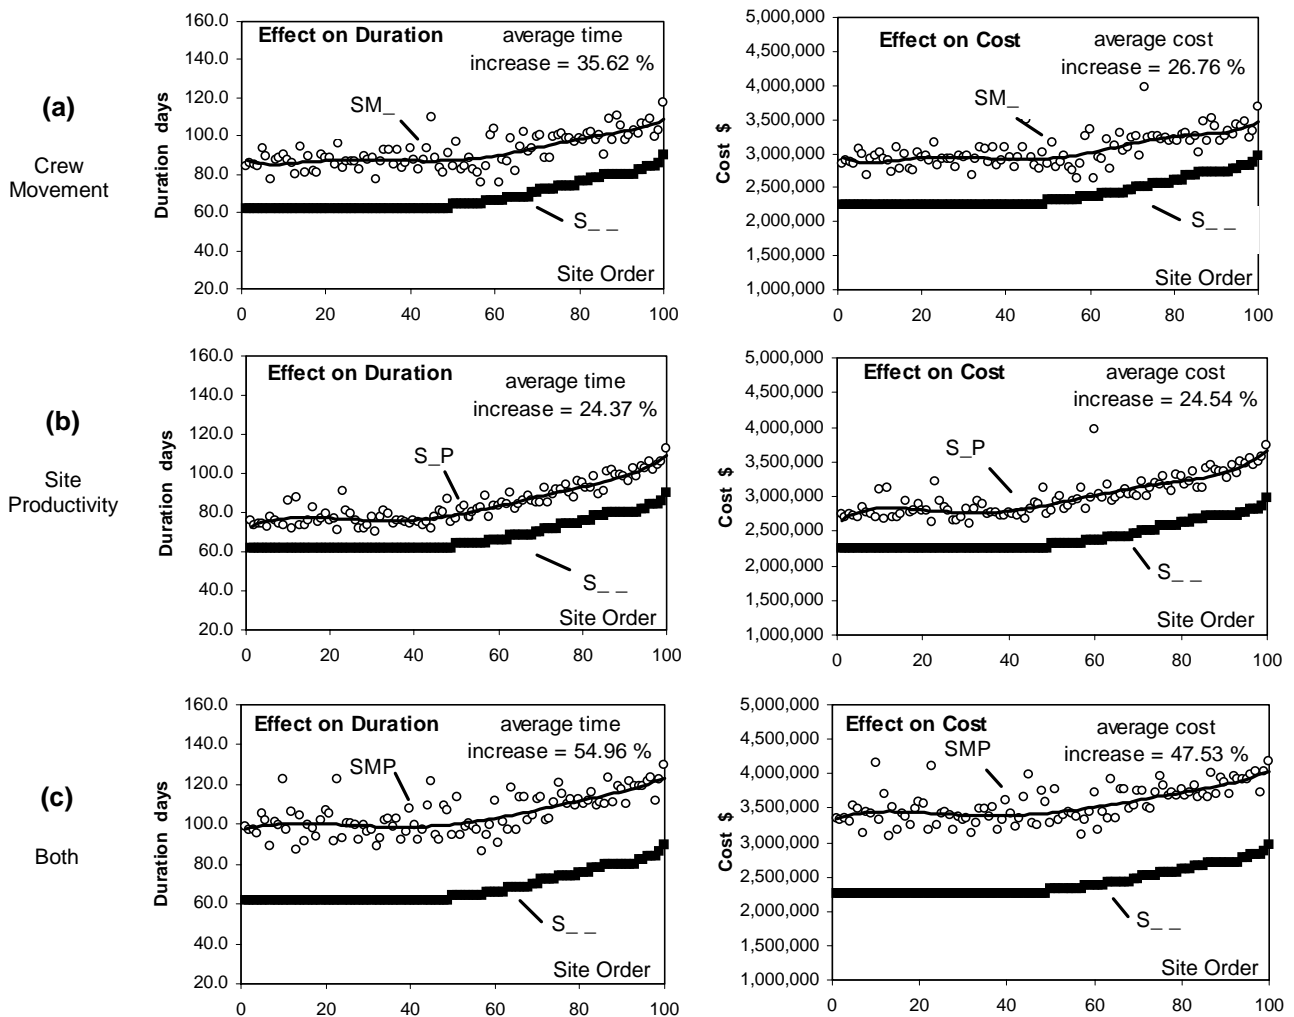 (a)
Crew
Movement
Effect on Duration
average time
increase = 35.62 %
SM_
S_ _
Site Order
Duration days
160.0
140.0
120.0
100.0
80.0
60.0
40.0
20.0
0 20 40 60 80 100
Effect on Cost
average cost
increase = 26.76 %
SM_
S_ _
Site Order
Cost $
5,000,000
4,500,000
4,000,000
3,500,000
3,000,000
2,500,000
2,000,000
1,500,000
1,000,000
0 20 40 60 80 100
(b)
Site
Productivity
Effect on Duration
average time
increase = 24.37 %
S_P
S_ _
Site Order
Duration days
160.0
140.0
120.0
100.0
80.0
60.0
40.0
20.0
0 20 40 60 80 100
Effect on Cost
average cost
increase = 24.54 %
S_P
S_ _
Site Order
Cost $
5,000,000
4,500,000
4,000,000
3,500,000
3,000,000
2,500,000
2,000,000
1,500,000
1,000,000
0 20 40 60 80 100
(c)
Both
Effect on Duration
average time
increase = 54.96 %
SMP
S_ _
Site Order
Duration days
160.0
140.0
120.0
100.0
80.0
60.0
40.0
20.0
0 20 40 60 80 100
Effect on Cost
average cost
increase = 47.53 %
SMP
S_ _
Site Order
Cost $
5,000,000
4,500,000
4,000,000
3,500,000
3,000,000
2,500,000
2,000,000
1,500,000
1,000,000
0 20 40 60 80 100